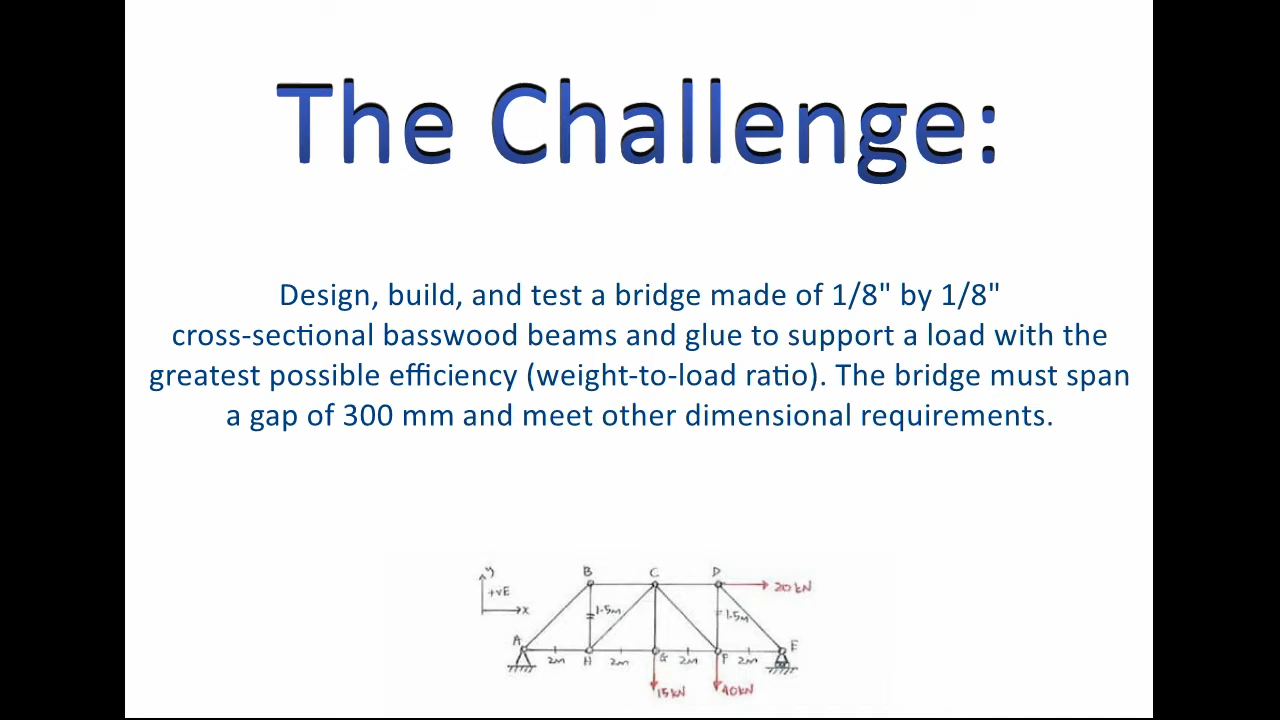 The Challenge:
Design, build, and test a bridge made of 1/8" by 1/8"
cross-sectional basswood beams and glue to support a load with the
greatest possible efficiency (weight-to-load ratio). The bridge must span
a gap of 300 mm and meet other dimensional requirements.
y
+VE
x
B
C
D
20 kN
1.5m
1.5m
A
2m
H
2m
G
2m
F
2m
E
15 kN
40 kN